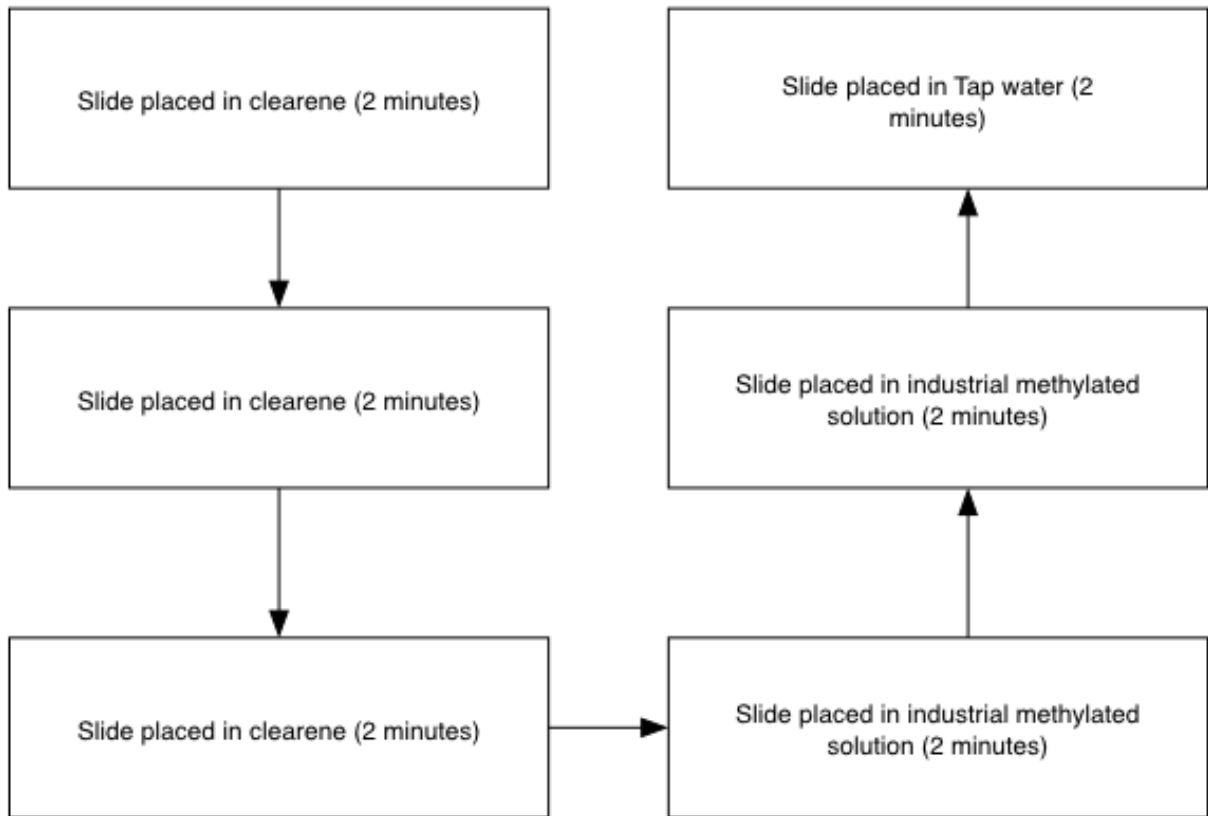 Slide placed in clearene (2 minutes)
Slide placed in clearene (2 minutes)
Slide placed in clearene (2 minutes)
Slide placed in industrial methylated
solution (2 minutes)
Slide placed in industrial methylated
solution (2 minutes)
Slide placed in Tap water (2
minutes)